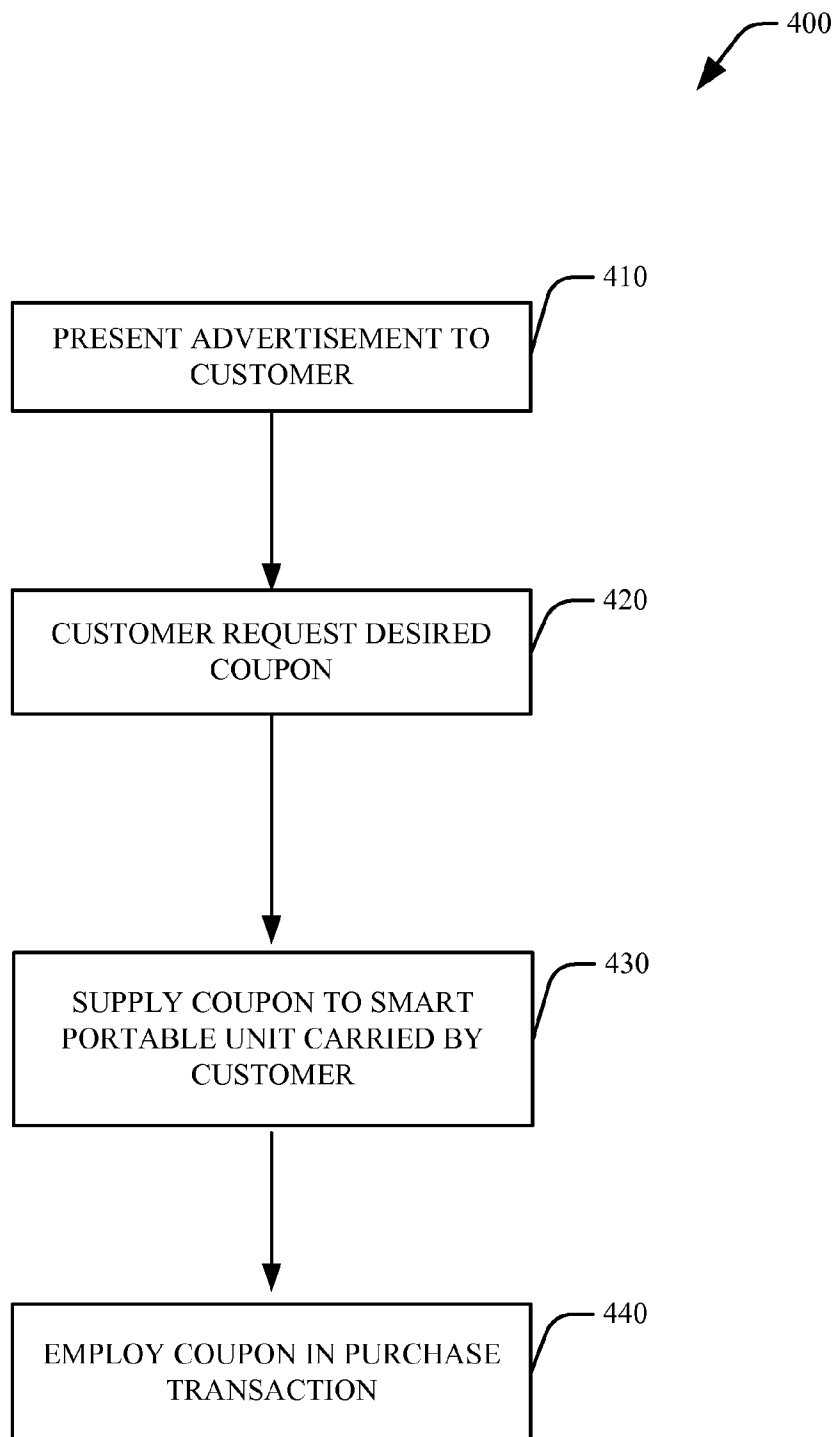 400
410
PRESENT ADVERTISEMENT TO
CUSTOMER
420
CUSTOMER REQUEST DESIRED
COUPON
430
SUPPLY COUPON TO SMART
PORTABLE UNIT CARRIED BY
CUSTOMER
440
EMPLOY COUPON IN PURCHASE
TRANSACTION